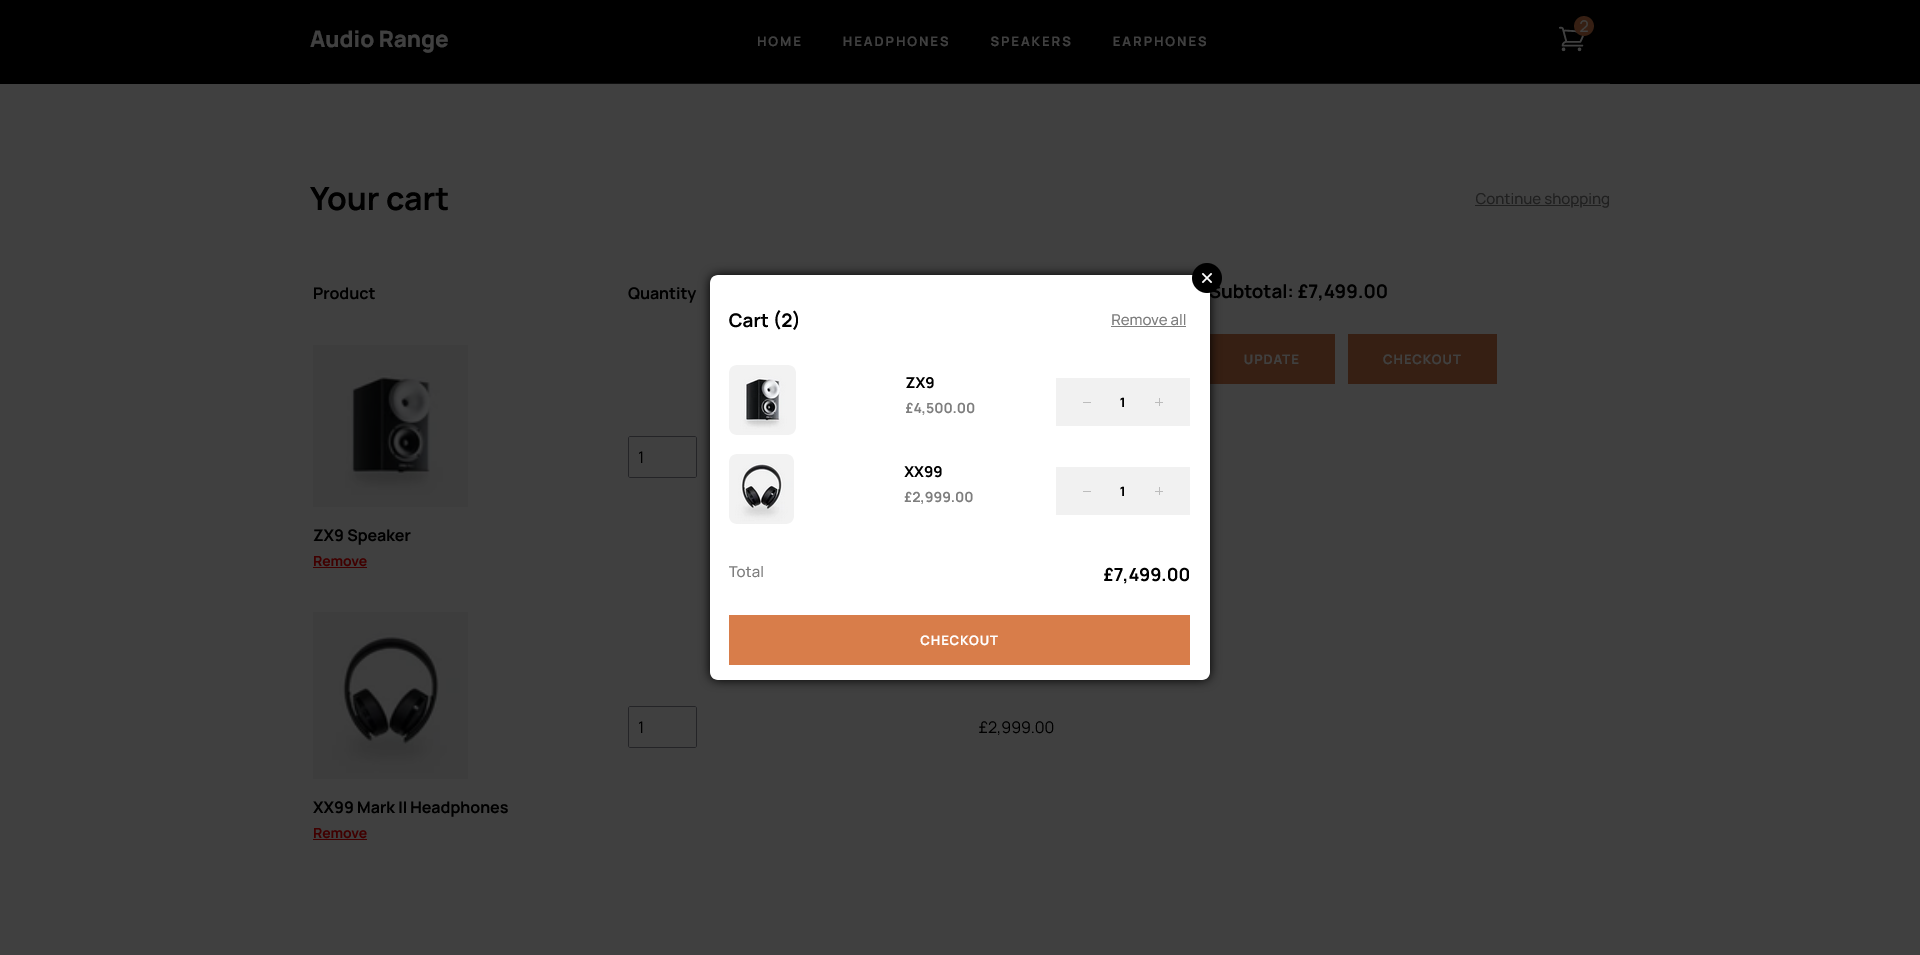 Audio Range
HOME HEADPHONES SPEAKERS EARPHONES
2
Your cart
Continue shopping
Product
Quantity
Subtotal: £7,499.00
UPDATE
CHECKOUT
1
ZX9 Speaker
Remove
1
£2,999.00
XX99 Mark II Headphones
Remove
Cart (2)
Remove all
ZX9
£4,500.00
− 1 +
XX99
£2,999.00
− 1 +
Total
£7,499.00
CHECKOUT